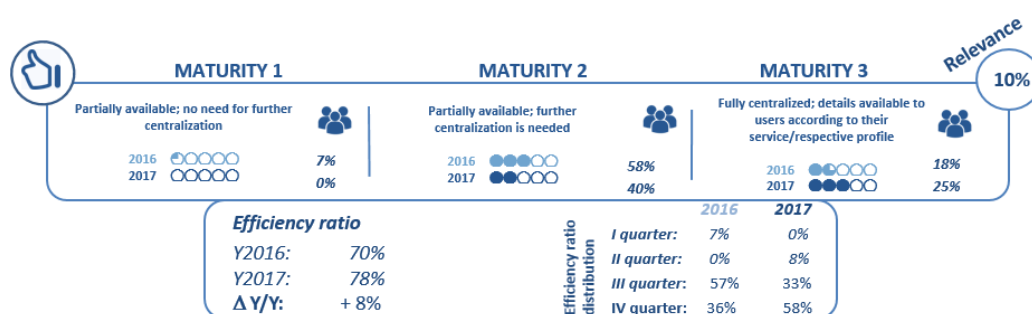 Relevance
10%
MATURITY 1
MATURITY 2
MATURITY 3
Partially available; no need for further
centralization
2016
7%
2017
0%
Partially available; further
centralization is needed
2016
58%
2017
40%
Fully centralized; details available to
users according to their
service/respective profile
2016
18%
2017
25%
Efficiency ratio
Y2016: 70%
Y2017: 78%
Δ Y/Y: + 8%
Efficiency ratio
distribution
2016 2017
I quarter: 7% 0%
II quarter: 0% 8%
III quarter: 57% 33%
IV quarter: 36% 58%